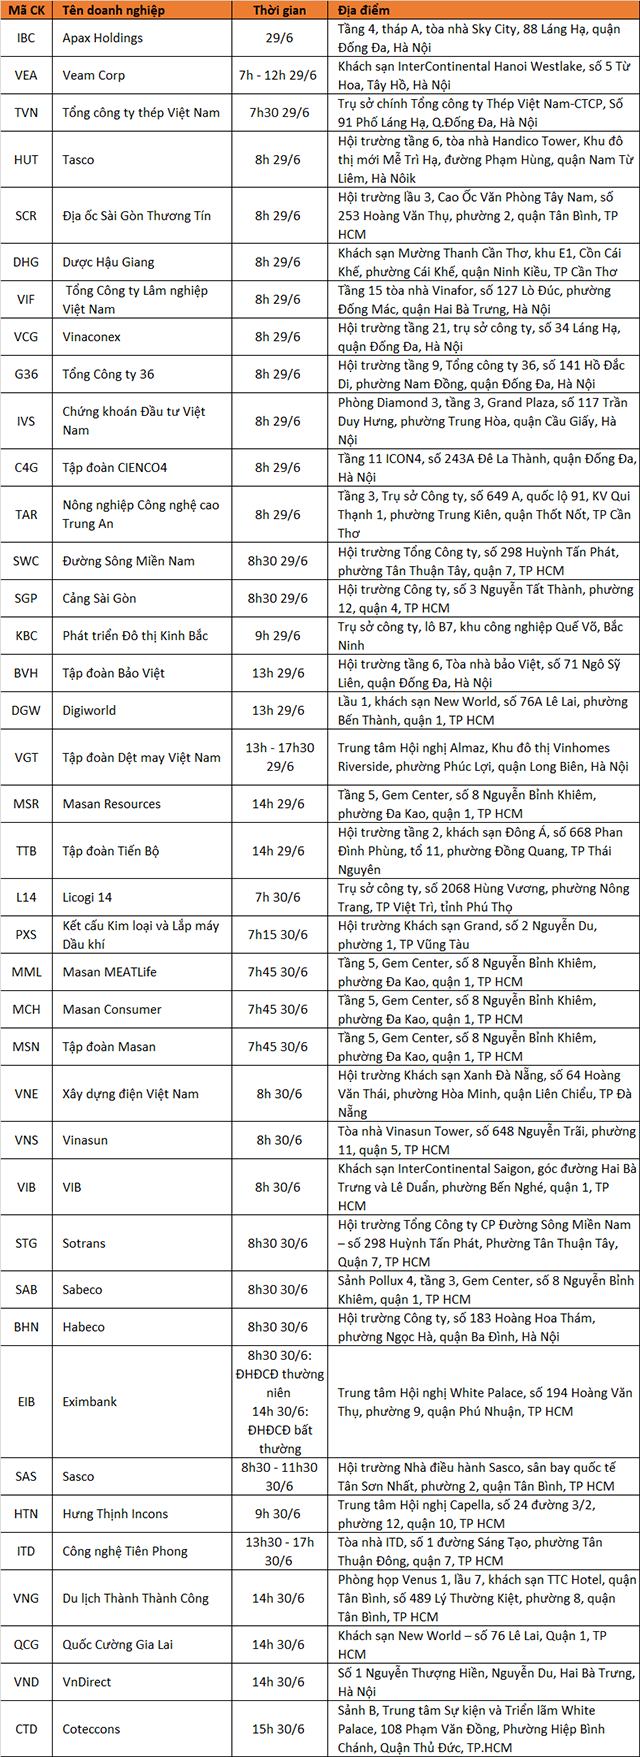 Mã CK Tên doanh nghiệp Thời gian Địa điểm
IBC Apax Holdings 29/6 Tầng 4, tháp A, tòa nhà Sky City, 88 Láng Hạ, quận
Đống Đa, Hà Nội
VEA Veam Corp 7h - 12h 29/6 Khách sạn InterContinental Hanoi Westlake, số 5 Từ
Hoa, Tây Hồ, Hà Nội
TVN Tổng công ty thép Việt Nam 7h30 29/6 Trụ sở chính Tổng công ty Thép Việt Nam-CTCP, Số
91 Phố Láng Hạ, Q.Đống Đa, Hà Nội
HUT Tasco 8h 29/6 Hội trường tầng 6, tòa nhà Handico Tower, Khu đô
thị mới Mễ Trì Hạ, đường Phạm Hùng, quận Nam Từ
Liêm, Hà Nôik
SCR Địa ốc Sài Gòn Thương Tín 8h 29/6 Hội trường lầu 3, Cao Ốc Văn Phòng Tây Nam, số
253 Hoàng Văn Thụ, phường 2, quận Tân Bình, TP
HCM
DHG Dược Hậu Giang 8h 29/6 Khách sạn Mường Thanh Cần Thơ, khu E1, Cồn Cái
Khế, phường Cái Khế, quận Ninh Kiều, TP Cần Thơ
VIF Tổng Công ty Lâm nghiệp
Việt Nam 8h 29/6 Tầng 15 tòa nhà Vinafor, số 127 Lò Đúc, phường
Đống Mác, quận Hai Bà Trưng, Hà Nội
VCG Vinaconex 8h 29/6 Hội trường tầng 21, trụ sở công ty, số 34 Láng Hạ,
quận Đống Đa, Hà Nội
G36 Tổng Công ty 36 8h 29/6 Hội trường tầng 9, Tổng công ty 36, số 141 Hồ Đắc
Di, phường Nam Đồng, quận Đống Đa, Hà Nội
IVS Chứng khoán Đầu tư Việt
Nam 8h 29/6 Phòng Diamond 3, tầng 3, Grand Plaza, số 117 Trần
Duy Hưng, phường Trung Hòa, quận Cầu Giấy, Hà
Nội
C4G Tập đoàn CIENCO4 8h 29/6 Tầng 11 ICON4, số 243A Đê La Thành, quận Đống Đa,
Hà Nội
TAR Nông nghiệp Công nghệ cao
Trung An 8h 29/6 Tầng 3, Trụ sở Công ty, số 649 A, quốc lộ 91, KV Qui
Thạnh 1, phường Trung Kiên, quận Thốt Nốt, TP Cần
Thơ
SWC Đường Sông Miền Nam 8h30 29/6 Hội trường Tổng Công ty, số 298 Huỳnh Tấn Phát,
phường Tân Thuận Tây, quận 7, TP HCM
SGP Cảng Sài Gòn 8h30 29/6 Hội trường Công ty, số 3 Nguyễn Tất Thành, phường
12, quận 4, TP HCM
KBC Phát triển Đô thị Kinh Bắc 9h 29/6 Trụ sở công ty, lô B7, khu công nghiệp Quế Võ, Bắc
Ninh
BVH Tập đoàn Bảo Việt 13h 29/6 Hội trường tầng 6, Tòa nhà bảo Việt, số 71 Ngô Sỹ
Liên, quận Đống Đa, Hà Nội
DGW Digiworld 13h 29/6 Lầu 1, khách sạn New World, số 76A Lê Lai, phường
Bến Thành, quận 1, TP HCM
VGT Tập đoàn Dệt may Việt Nam 13h - 17h30
29/6 Trung tâm Hội nghị Almaz, Khu đô thị Vinhomes
Riverside, phường Phúc Lợi, quận Long Biên, Hà Nội
MSR Masan Resources 14h 29/6 Tầng 5, Gem Center, số 8 Nguyễn Bỉnh Khiêm,
phường Đa Kao, quận 1, TP HCM
TTB Tập đoàn Tiến Bộ 14h 29/6 Hội trường tầng 2, khách sạn Đông Á, số 668 Phan
Đình Phùng, tổ 11, phường Đồng Quang, TP Thái
Nguyên
L14 Licogi 14 7h 30/6 Trụ sở công ty, số 2068 Hùng Vương, phường Nông
Trang, TP Việt Trì, tỉnh Phú Thọ
PXS Kết cấu Kim loại và Lắp máy
Dầu khí 7h15 30/6 Hội trường Khách sạn Grand, số 2 Nguyễn Du,
phường 1, TP Vũng Tàu
MML Masan MEATLife 7h45 30/6 Tầng 5, Gem Center, số 8 Nguyễn Bỉnh Khiêm,
phường Đa Kao, quận 1, TP HCM
MCH Masan Consumer 7h45 30/6 Tầng 5, Gem Center, số 8 Nguyễn Bỉnh Khiêm,
phường Đa Kao, quận 1, TP HCM
MSN Tập đoàn Masan 7h45 30/6 Tầng 5, Gem Center, số 8 Nguyễn Bỉnh Khiêm,
phường Đa Kao, quận 1, TP HCM
VNE Xây dựng điện Việt Nam 8h 30/6 Hội trường Khách sạn Xanh Đà Nẵng, số 64 Hoàng
Văn Thái, phường Hòa Minh, quận Liên Chiểu, TP Đà
Nẵng
VNS Vinasun 8h 30/6 Tòa nhà Vinasun Tower, số 648 Nguyễn Trãi, phường
11, quận 5, TP HCM
VIB VIB 8h 30/6 Khách sạn InterContinental Saigon, góc đường Hai Bà
Trưng và Lê Duẩn, phường Bến Nghé, quận 1, TP
HCM
STG Sotrans 8h30 30/6 Hội trường Tổng Công ty CP Đường Sông Miền Nam
– số 298 Huỳnh Tấn Phát, Phường Tân Thuận Tây,
Quận 7, TP HCM
SAB Sabeco 8h30 30/6 Sảnh Pollux 4, tầng 3, Gem Center, số 8 Nguyễn Bỉnh
Khiêm, quận 1, TP HCM
BHN Habeco 8h30 30/6 Hội trường Công ty, số 183 Hoàng Hoa Thám,
phường Ngọc Hà, quận Ba Đình, Hà Nội
EIB Eximbank 8h30 30/6:
ĐHĐCĐ thường
niên
14h 30/6:
ĐHĐCĐ bất
thường Trung tâm Hội nghị White Palace, số 194 Hoàng Văn
Thụ, phường 9, quận Phú Nhuận, TP HCM
SAS Sasco 8h30 - 11h30
30/6 Hội trường Nhà điều hành Sasco, sân bay quốc tế
Tân Sơn Nhất, phường 2, quận Tân Bình, TP HCM
HTN Hưng Thịnh Incons 9h 30/6 Trung tâm Hội nghị Capella, số 24 đường 3/2,
phường 12, quận 10, TP HCM
ITD Công nghệ Tiên Phong 13h30 - 17h
30/6 Tòa nhà ITD, số 1 đường Sáng Tạo, phường Tân
Thuận Đông, quận 7, TP HCM
VNG Du lịch Thành Thành Công 14h 30/6 Phòng họp Venus 1, lầu 7, khách sạn TTC Hotel, quận
Tân Bình, số 489 Lý Thường Kiệt, phường 8, quận
Tân Bình, TP HCM
QCG Quốc Cường Gia Lai 14h 30/6 Khách sạn New World – số 76 Lê Lai, Quận 1, TP
HCM
VND VnDirect 14h 30/6 Số 1 Nguyễn Thượng Hiền, Nguyễn Du, Hai Bà Trưng,
Hà Nội
CTD Coteccons 15h 30/6 Sảnh B, Trung tâm Sự kiện và Triển lãm White
Palace, 108 Phạm Văn Đồng, Phường Hiệp Bình
Chánh, Quận Thủ Đức, TP.HCM